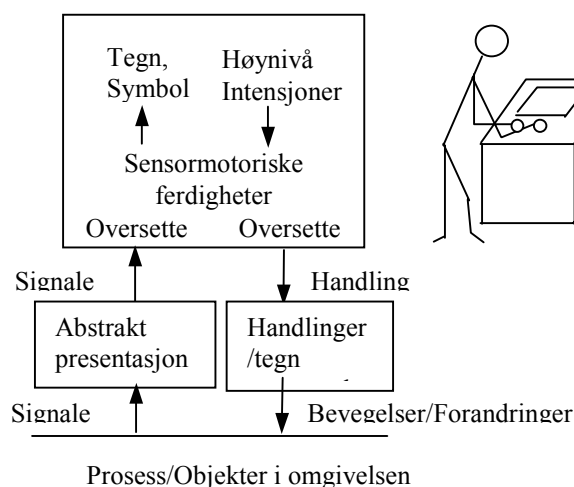 Tegn,
Symbol
Høynivå
Intensjoner
Sensormotoriske
ferdigheter
Oversette
Oversette
Signale
Handling
Abstrakt
presentasjon
Handlinger
/tegn
Signale
Bevegelser/Forandringer
Prosess/Objekter i omgivelsen